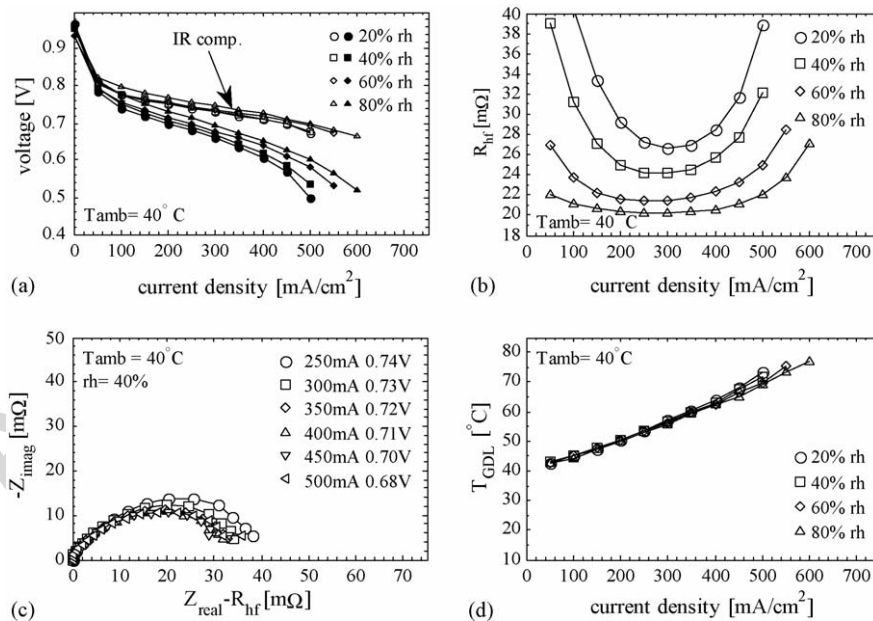 0.9
0.8
0.7
0.6
0.5
0.4
voltage [V]
IR comp.
20% rh
40% rh
60% rh
80% rh
Tamb= 40°C
0 100 200 300 400 500 600 700
(a) current density [mA/cm²]
40
38
36
34
32
30
28
26
24
22
20
18
R_hf [mΩ]
20% rh
40% rh
60% rh
80% rh
Tamb= 40°C
0 100 200 300 400 500 600 700
(b) current density [mA/cm²]
50
40
30
20
10
0
-Z_imag [mΩ]
Tamb= 40°C
rh= 40%
250mA 0.74V
300mA 0.73V
350mA 0.72V
400mA 0.71V
450mA 0.70V
500mA 0.68V
0 10 20 30 40 50 60 70
(c) Z_real-R_hf [mΩ]
80
70
60
50
40
30
20
10
T_GDL [°C]
Tamb= 40°C
20% rh
40% rh
60% rh
80% rh
0 100 200 300 400 500 600 700
(d) current density [mA/cm²]